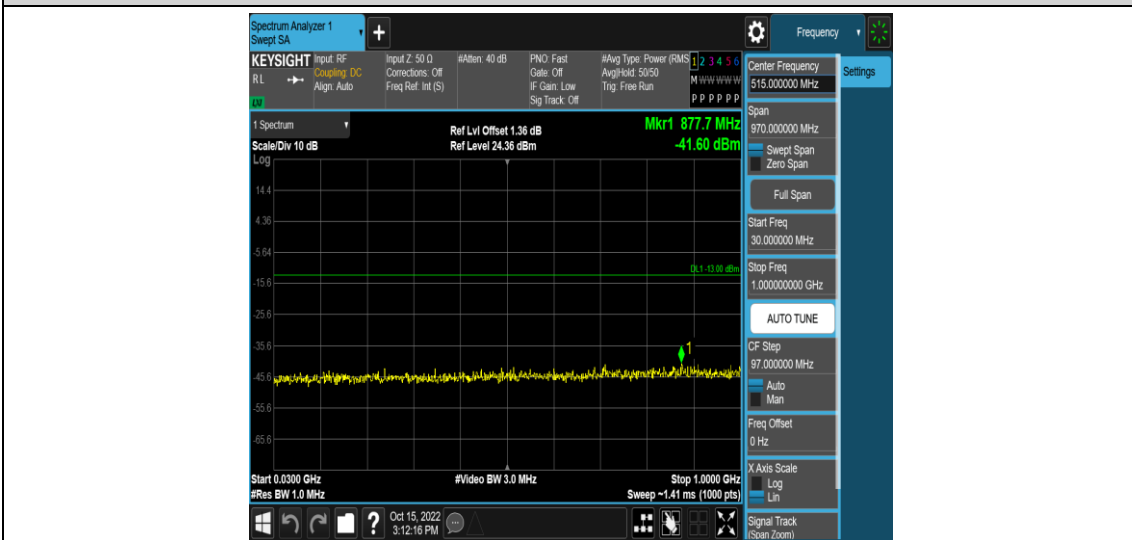 Spectrum Analyzer 1
Swept SA
+
Frequency
KEYSIGHT
RL
LW
Input: RF
Coupling: DC
Align: Auto
Input Z: 50 Ω
Corrections: Off
Freq Ref: Int (S)
#Atten: 40 dB
PNO: Fast
Gate: Off
IF Gain: Low
Sig Track: Off
#Avg Type: Power (RMS
Avg|Hold: 50/50
Trig: Free Run
1 2 3 4 5 6
M W W W W W
P P P P P P
1 Spectrum
Scale/Div 10 dB
Log
Ref Lvl Offset 1.36 dB
Ref Level 24.36 dBm
Mkr1 877.7 MHz
-41.60 dBm
14.4
4.36
-5.64
DL1 -13.00 dBm
-15.6
-25.6
-35.6
1
-45.6
-55.6
-65.6
Start 0.0300 GHz
#Res BW 1.0 MHz
#Video BW 3.0 MHz
Stop 1.0000 GHz
Sweep ~1.41 ms (1000 pts)
?
Oct 15, 2022
3:12:16 PM
Center Frequency
515.000000 MHz
Settings
Span
970.000000 MHz
Swept Span
Zero Span
Full Span
Start Freq
30.000000 MHz
Stop Freq
1.000000000 GHz
AUTO TUNE
CF Step
97.000000 MHz
Auto
Man
Freq Offset
0 Hz
X Axis Scale
Log
Lin
Signal Track
(Span Zoom)